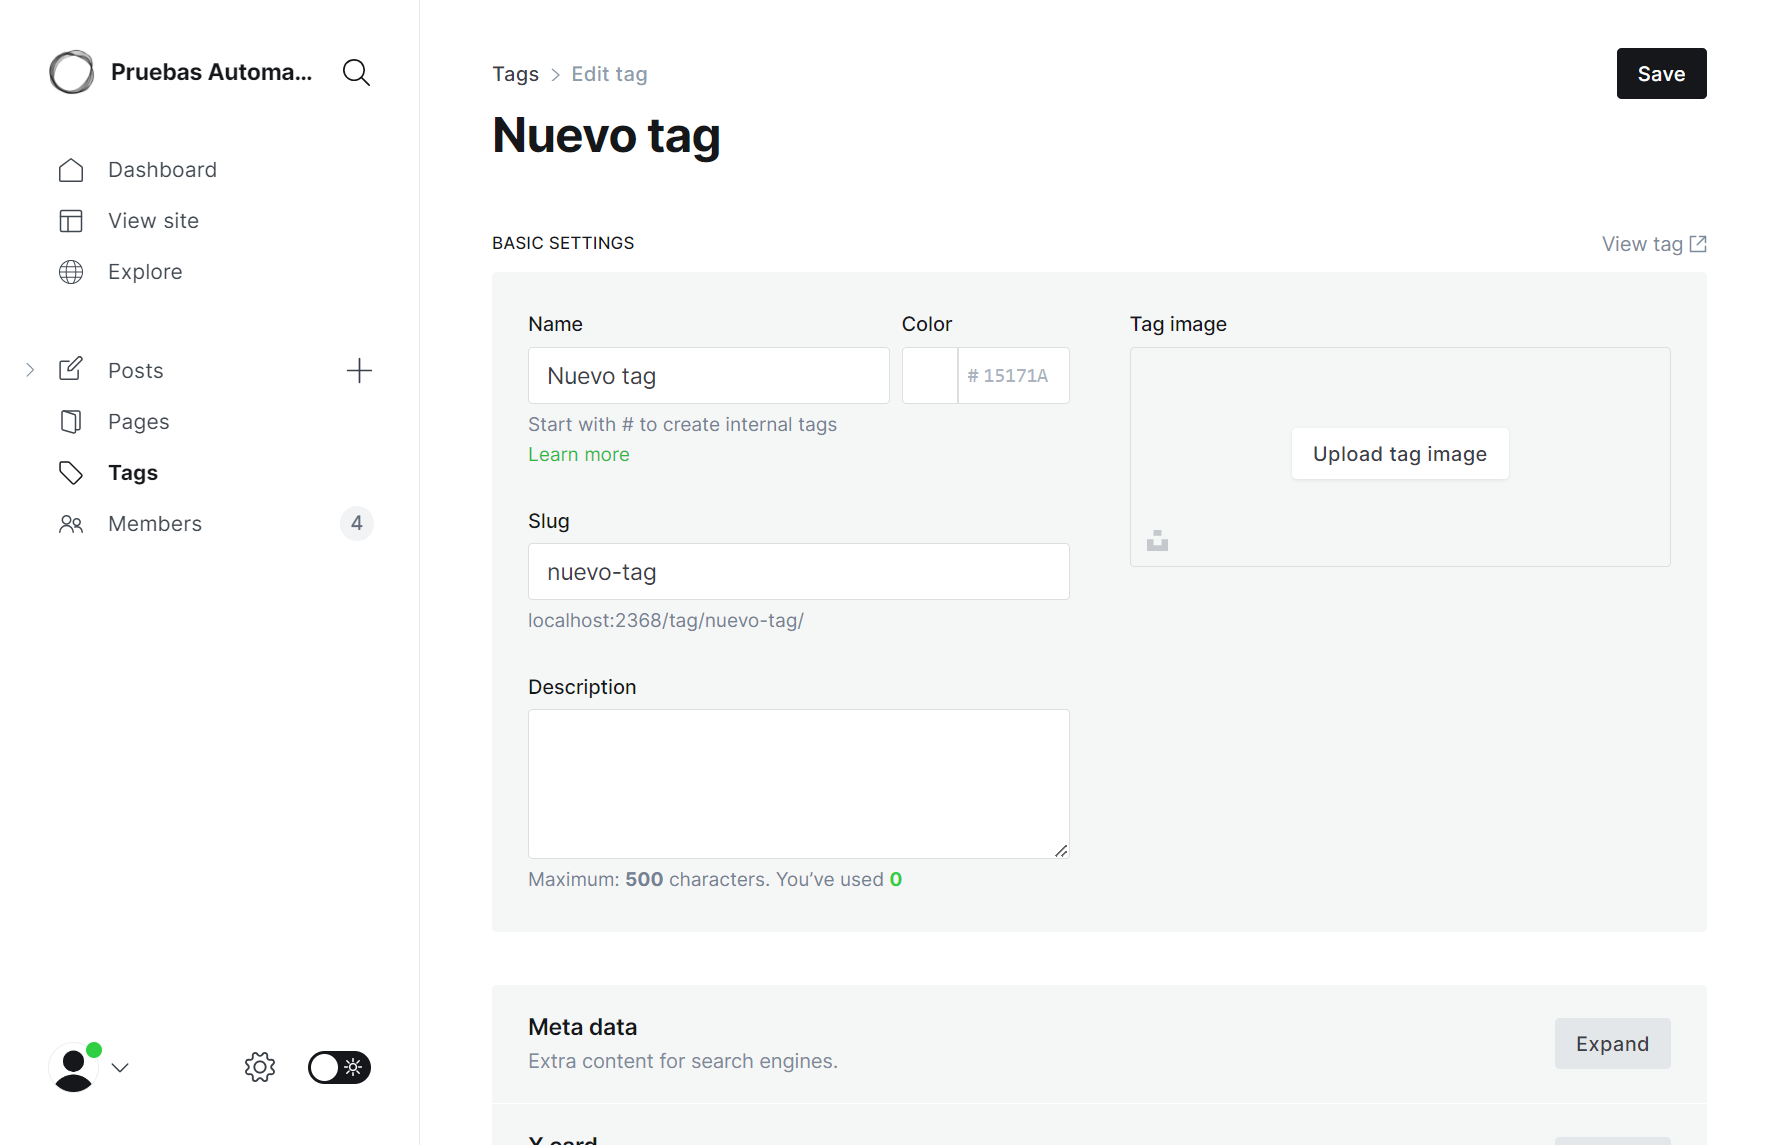 Pruebas Automa...
Dashboard
View site
Explore
Posts
Pages
Tags
Members
4
Tags > Edit tag
Save
Nuevo tag
BASIC SETTINGS
View tag
Name
Nuevo tag
Start with # to create internal tags
Learn more
Color
# 15171A
Slug
nuevo-tag
localhost:2368/tag/nuevo-tag/
Description
Maximum: 500 characters. You’ve used 0
Tag image
Upload tag image
Meta data
Extra content for search engines.
Expand
X card